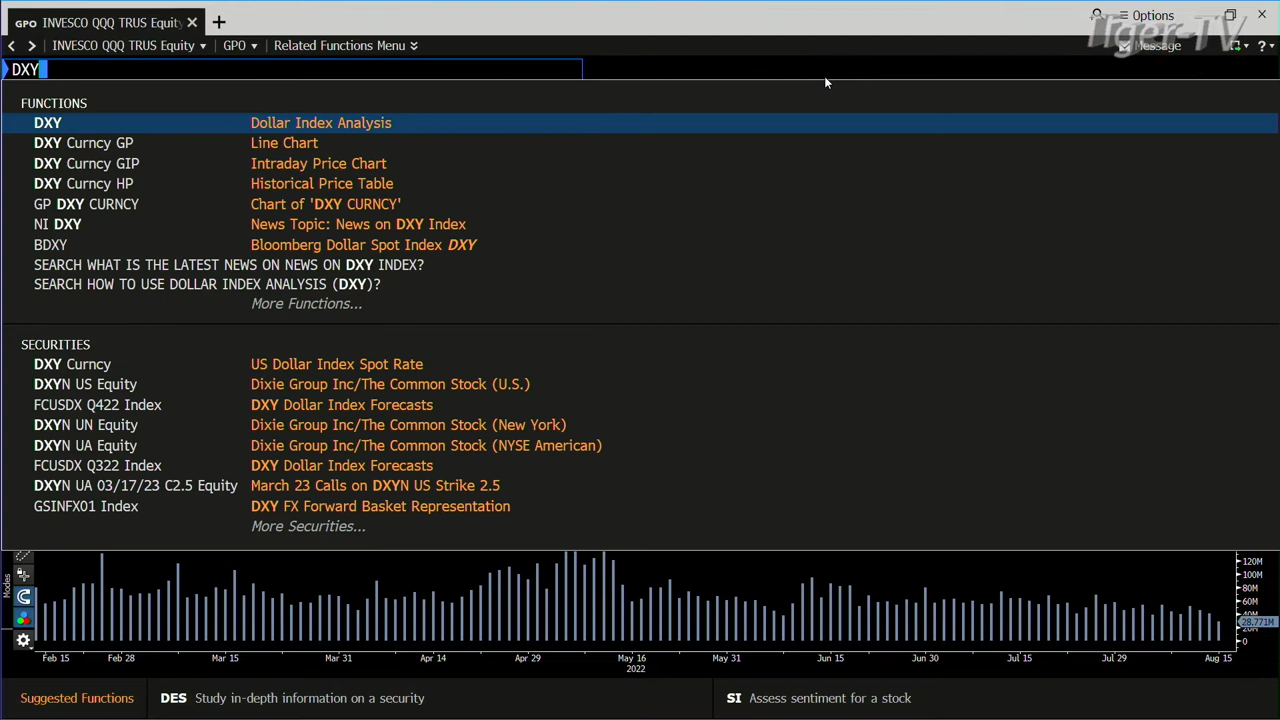 GPO INVESCO QQQ TRUS Equity
Options
INVESCO QQQ TRUS Equity GPO Related Functions Menu Message ?
Tiger-TV
DXY
FUNCTIONS
DXY Dollar Index Analysis
DXY Curncy GP Line Chart
DXY Curncy GIP Intraday Price Chart
DXY Curncy HP Historical Price Table
GP DXY CURNCY Chart of 'DXY CURNCY'
NI DXY News Topic: News on DXY Index
BDXY Bloomberg Dollar Spot Index DXY
SEARCH WHAT IS THE LATEST NEWS ON NEWS ON DXY INDEX?
SEARCH HOW TO USE DOLLAR INDEX ANALYSIS (DXY)?
More Functions...
SECURITIES
DXY Curncy US Dollar Index Spot Rate
DXYN US Equity Dixie Group Inc/The Common Stock (U.S.)
FCUSDX Q422 Index DXY Dollar Index Forecasts
DXYN UN Equity Dixie Group Inc/The Common Stock (New York)
DXYN UA Equity Dixie Group Inc/The Common Stock (NYSE American)
FCUSDX Q322 Index DXY Dollar Index Forecasts
DXYN UA 03/17/23 C2.5 Equity March 23 Calls on DXYN US Strike 2.5
GSINFX01 Index DXY FX Forward Basket Representation
More Securities...
Modes
120M
100M
80M
60M
40M
28.771M
20M
0
Feb 15 Feb 28 Mar 15 Mar 31 Apr 14 Apr 29 May 16 May 31 Jun 15 Jun 30 Jul 15 Jul 29 Aug 15
2022
Suggested Functions DES Study in-depth information on a security SI Assess sentiment for a stock